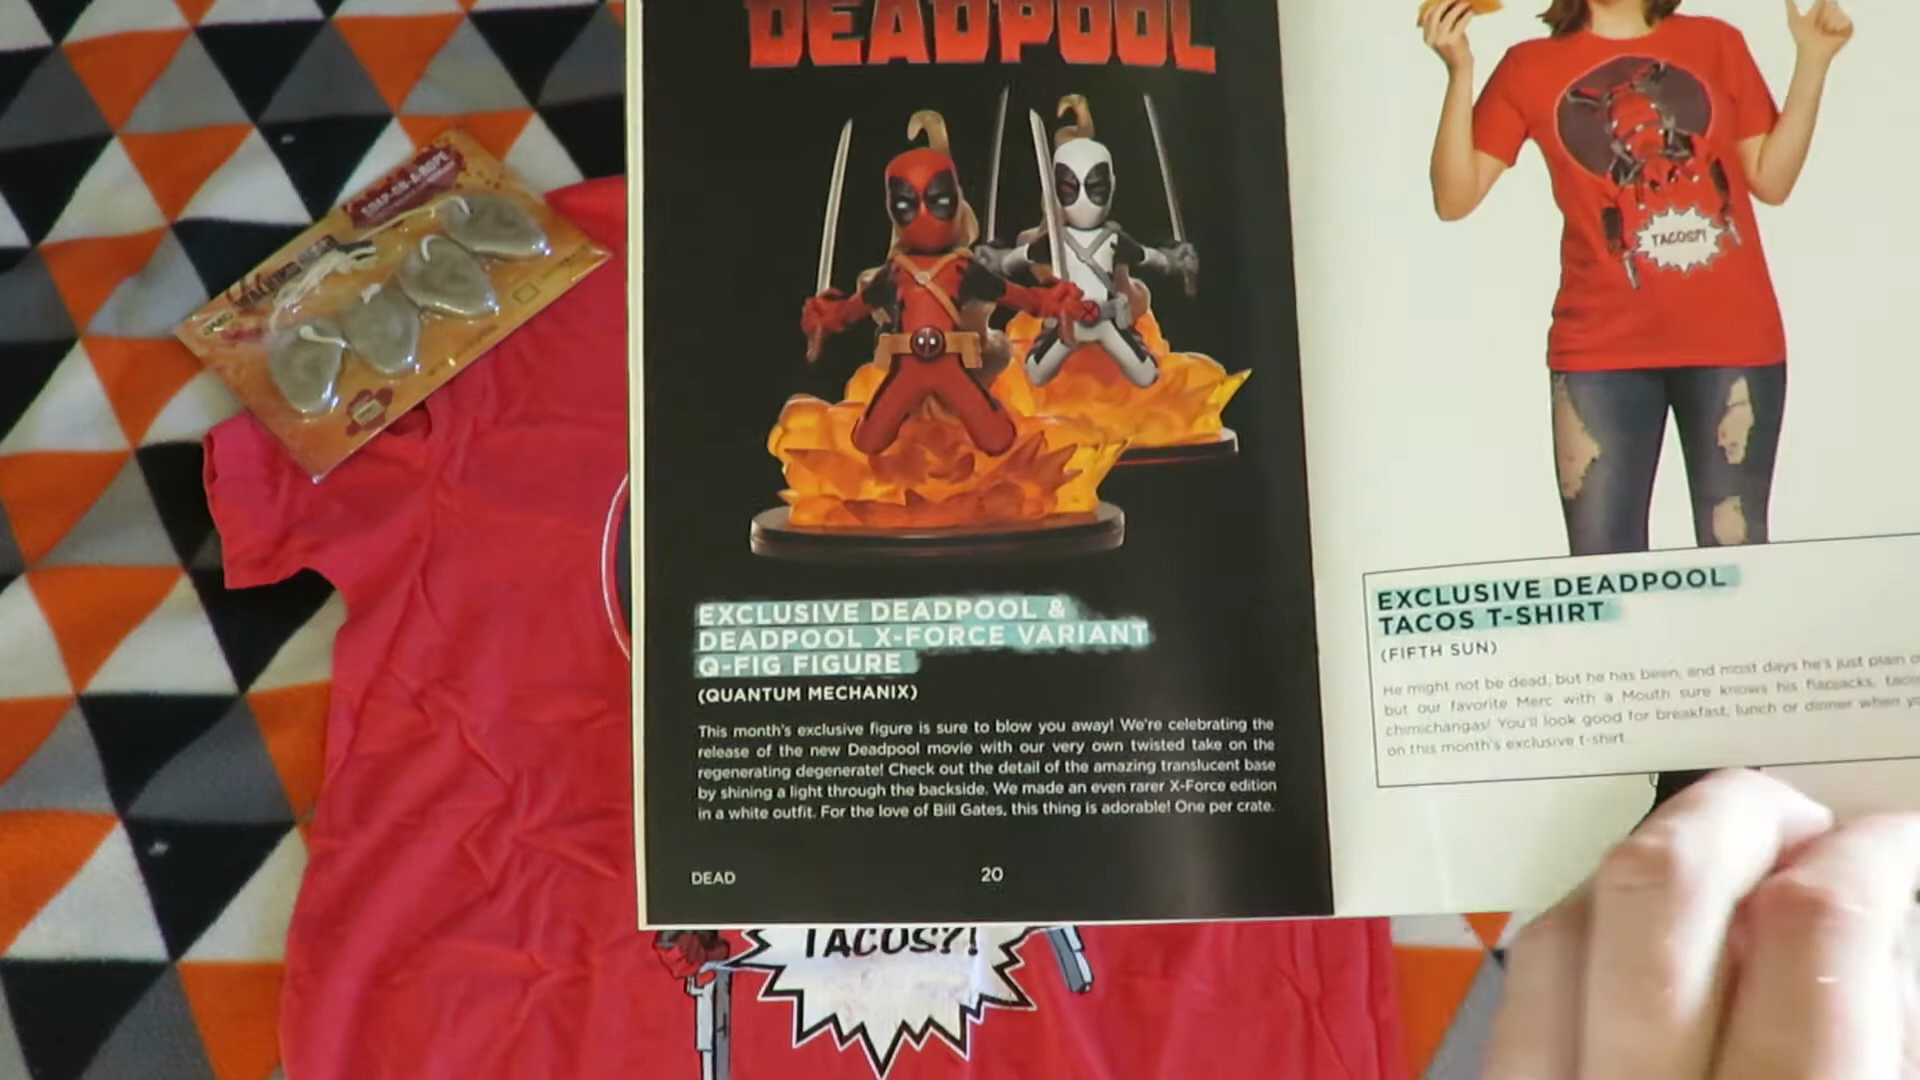 DEADPOOL
EXCLUSIVE DEADPOOL &
DEADPOOL X-FORCE VARIANT
Q-FIG FIGURE
(QUANTUM MECHANIX)
This month's exclusive figure is sure to blow you away! We're celebrating the
release of the new Deadpool movie with our very own twisted take on the
regenerating degenerate! Check out the detail of the amazing translucent base
by shining a light through the backside. We made an even rarer X-Force edition
in a white outfit. For the love of Bill Gates, this thing is adorable! One per crate.
DEAD
20
TACOS?!
EXCLUSIVE DEADPOOL
TACOS T-SHIRT
(FIFTH SUN)
He might not be dead, but he has been, and most days he's just plain
but our favorite Merc with a Mouth sure knows his flapjacks,
chimichangas! You'll look good for breakfast, lunch or dinner when
on this month's exclusive t-shirt.
SOAP-ON-A-ROPE
WALKING DEAD
TACOS?!